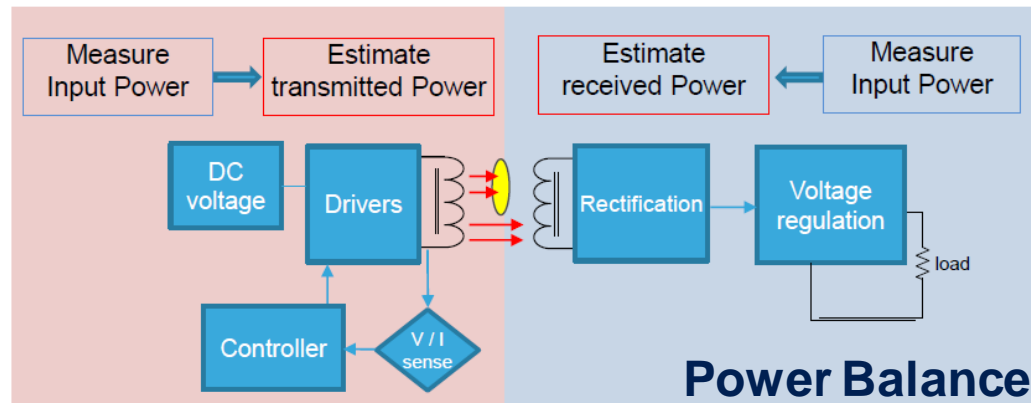 Measure
Input Power
Estimate
transmitted Power
Estimate
received Power
Measure
Input Power
DC
voltage
Drivers
Rectification
Voltage
regulation
load
Controller
V / I
sense
Power Balance